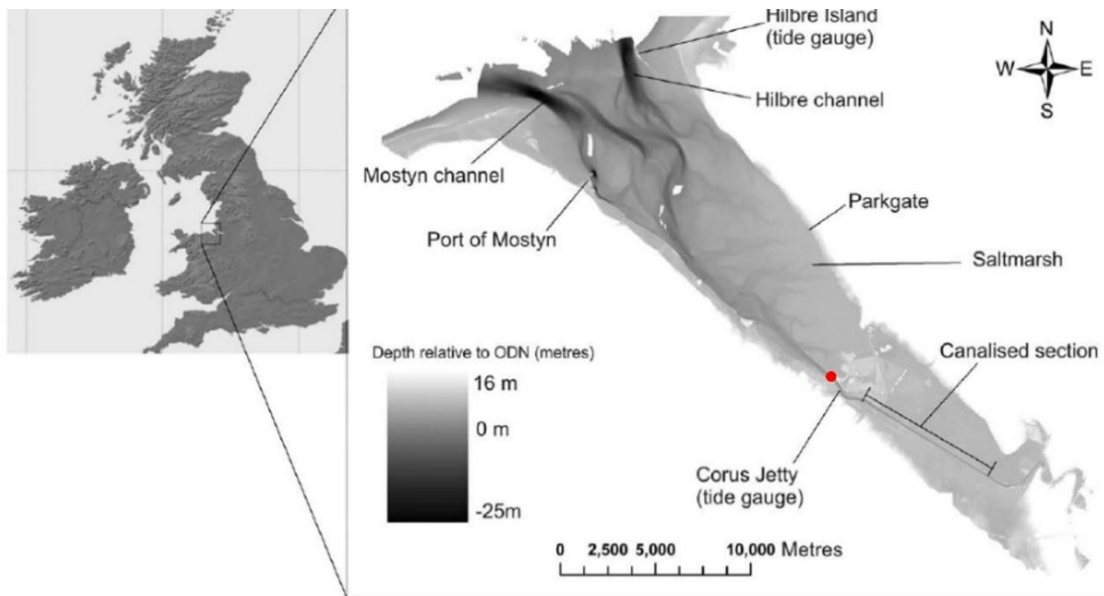 Hilbre Island
(tide gauge)
N
W
E
S
Hilbre channel
Mostyn channel
Parkgate
Port of Mostyn
Saltmarsh
Depth relative to ODN (metres)
Canalised section
16 m
0 m
-25m
Corus Jetty
(tide gauge)
0 2,500 5,000 10,000 Metres